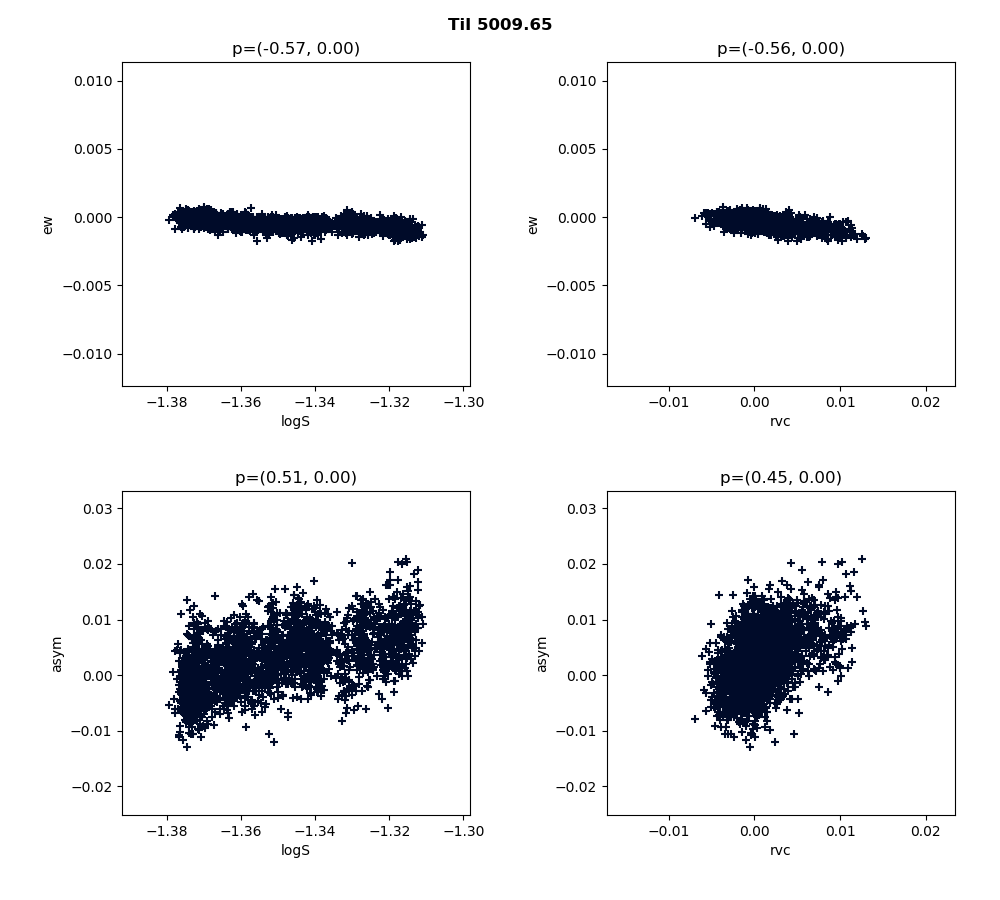 TiI 5009.65
p=(-0.57, 0.00)
0.010
0.005
0.000
−0.005
−0.010
ew
−1.38 −1.36 −1.34 −1.32 −1.30
logS
p=(-0.56, 0.00)
0.010
0.005
0.000
−0.005
−0.010
ew
−0.01 0.00 0.01 0.02
rvc
p=(0.51, 0.00)
0.03
0.02
0.01
0.00
−0.01
−0.02
asym
−1.38 −1.36 −1.34 −1.32 −1.30
logS
p=(0.45, 0.00)
0.03
0.02
0.01
0.00
−0.01
−0.02
asym
−0.01 0.00 0.01 0.02
rvc